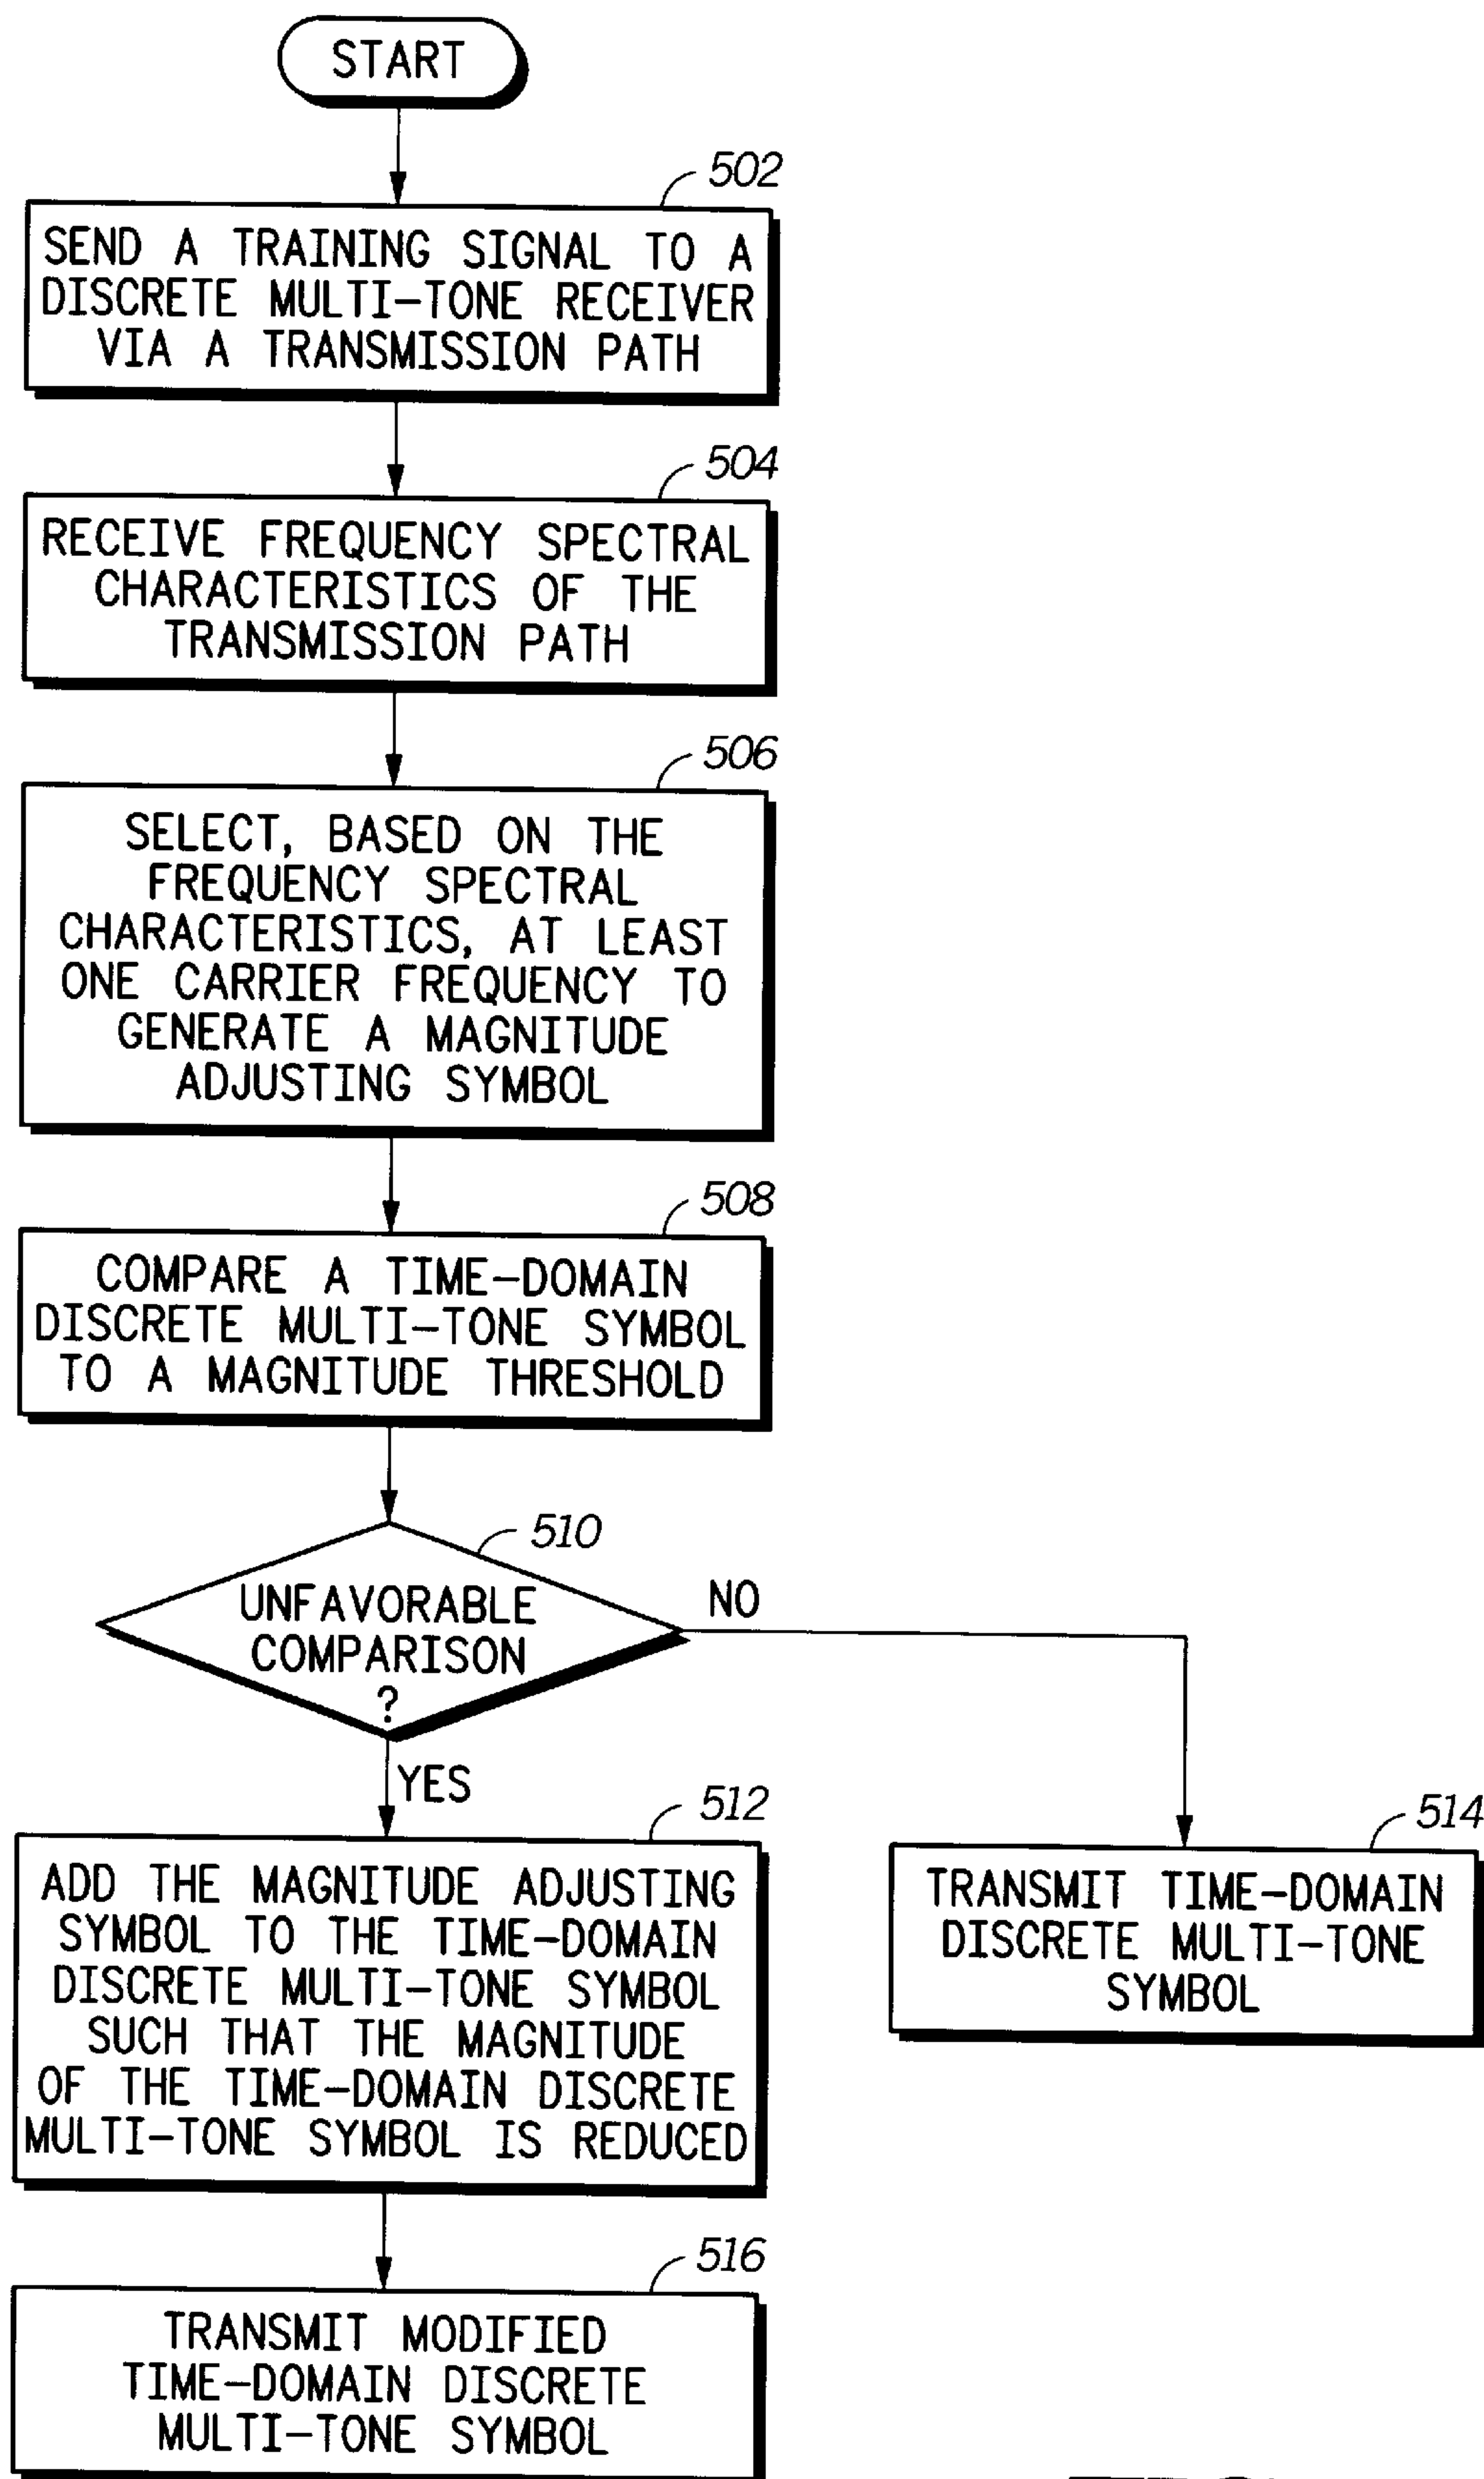 START
502
SEND A TRAINING SIGNAL TO A
DISCRETE MULTI-TONE RECEIVER
VIA A TRANSMISSION PATH
504
RECEIVE FREQUENCY SPECTRAL
CHARACTERISTICS OF THE
TRANSMISSION PATH
506
SELECT, BASED ON THE
FREQUENCY SPECTRAL
CHARACTERISTICS, AT LEAST
ONE CARRIER FREQUENCY TO
GENERATE A MAGNITUDE
ADJUSTING SYMBOL
508
COMPARE A TIME-DOMAIN
DISCRETE MULTI-TONE SYMBOL
TO A MAGNITUDE THRESHOLD
510
UNFAVORABLE
COMPARISON
?
NO
YES
512
ADD THE MAGNITUDE ADJUSTING
SYMBOL TO THE TIME-DOMAIN
DISCRETE MULTI-TONE SYMBOL
SUCH THAT THE MAGNITUDE
OF THE TIME-DOMAIN DISCRETE
MULTI-TONE SYMBOL IS REDUCED
514
TRANSMIT TIME-DOMAIN
DISCRETE MULTI-TONE
SYMBOL
516
TRANSMIT MODIFIED
TIME-DOMAIN DISCRETE
MULTI-TONE SYMBOL